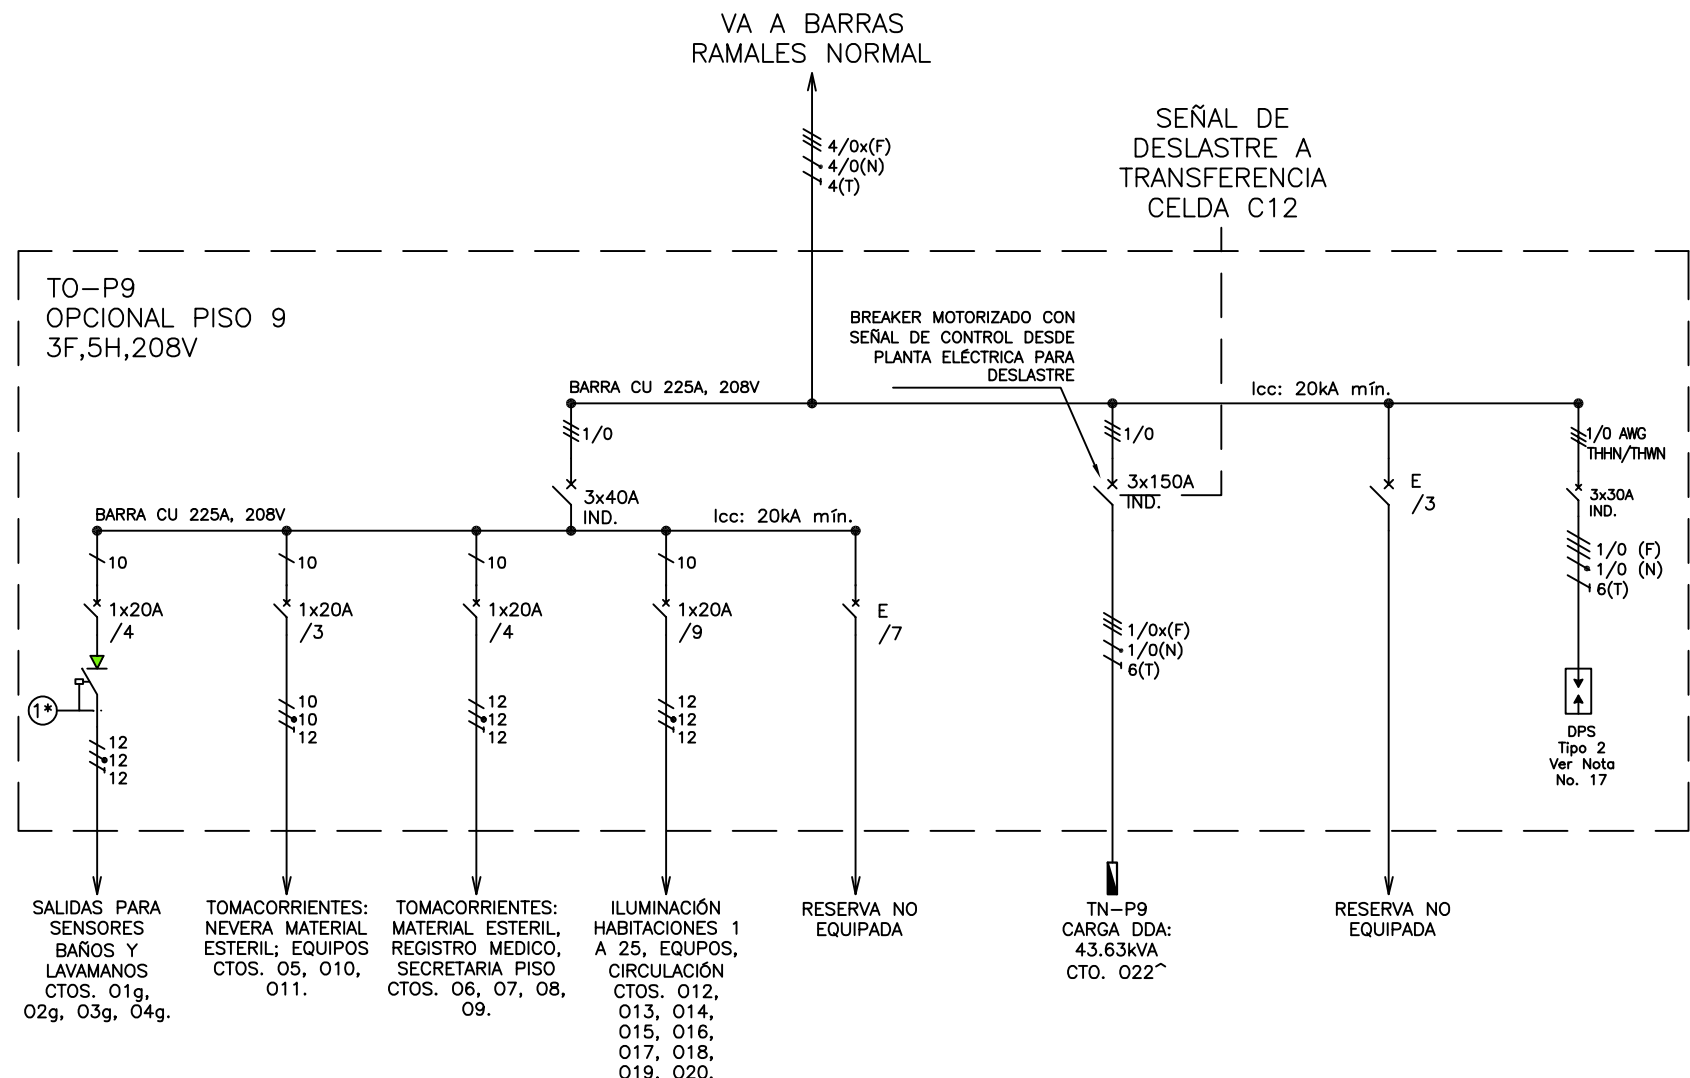 VA A BARRAS
RAMALES NORMAL
4/0x(F)
4/0(N)
4(T)
SEÑAL DE
DESLASTRE A
TRANSFERENCIA
CELDA C12
TO-P9
OPCIONAL PISO 9
3F,5H,208V
BREAKER MOTORIZADO CON
SEÑAL DE CONTROL DESDE
PLANTA ELÉCTRICA PARA
DESLASTRE
BARRA CU 225A, 208V
Icc: 20kA mín.
1/0
3x40A
IND.
1/0
3x150A
IND.
E
/3
1/0 AWG
THHN/THWN
3x30A
IND.
1/0 (F)
1/0 (N)
6(T)
BARRA CU 225A, 208V
Icc: 20kA mín.
10
1x20A
/4
1*
12
12
12
10
1x20A
/3
10
10
12
10
1x20A
/4
12
12
12
10
1x20A
/9
12
12
12
E
/7
1/0x(F)
1/0(N)
6(T)
DPS
Tipo 2
Ver Nota
No. 17
SALIDAS PARA
SENSORES
BAÑOS Y
LAVAMANOS
CTOS. O1g,
O2g, O3g, O4g.
TOMACORRIENTES:
NEVERA MATERIAL
ESTERIL; EQUIPOS
CTOS. O5, O10,
O11.
TOMACORRIENTES:
MATERIAL ESTERIL,
REGISTRO MEDICO,
SECRETARIA PISO
CTOS. O6, O7, O8,
O9.
ILUMINACIÓN
HABITACIONES 1
A 25, EQUPOS,
CIRCULACIÓN
CTOS. O12,
O13, O14,
O15, O16,
O17, O18,
O19, O20.
RESERVA NO
EQUIPADA
TN-P9
CARGA DDA:
43.63kVA
CTO. O22^
RESERVA NO
EQUIPADA